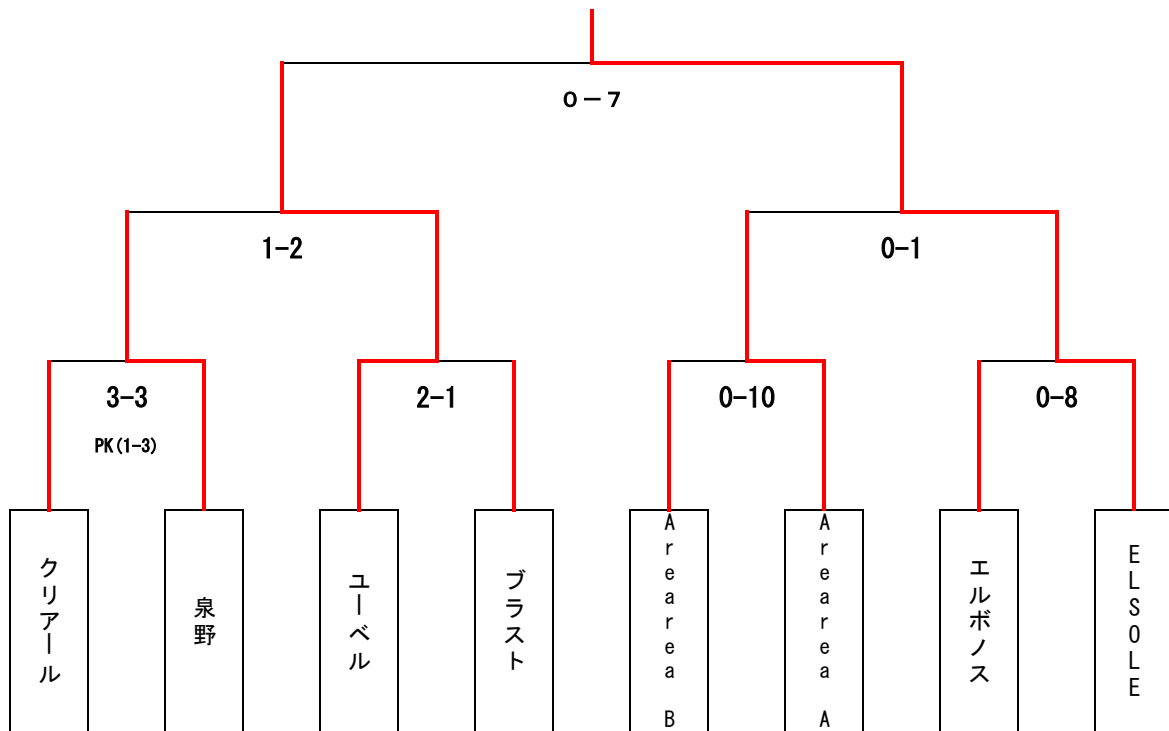 0－7
1-2
0-1
3-3
2-1
0-10
0-8
PK(1-3)
クリアール
泉野
ユーベル
ブラスト
Arearea B
Arearea A
エルボノス
ELSOLE